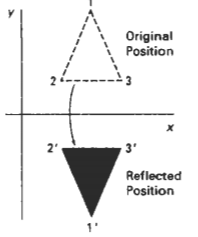 1
y
Original
Position
2
3
x
2'
3'
Reflected
Position
1'